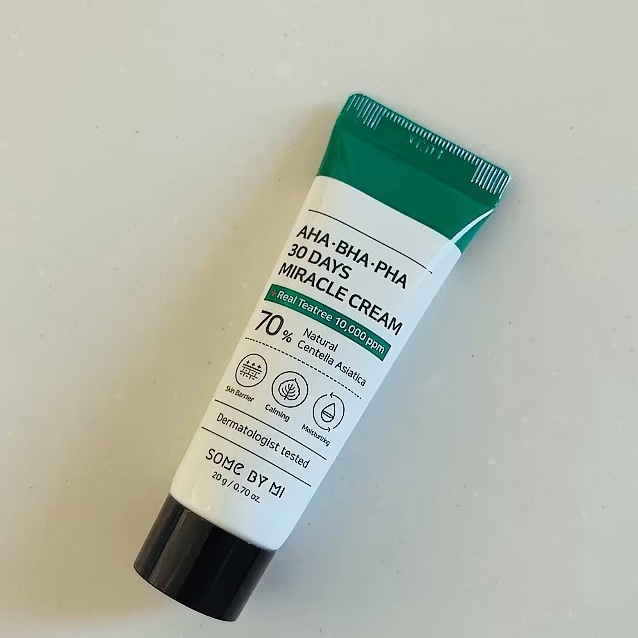 AHA·BHA·PHA
30 DAYS
MIRACLE CREAM
+Real Teatree 10,000 ppm
70% Natural
Centella Asiatica
Skin Barrier Calming Moisturizing
Dermatologist tested
SOME BY MI
20 g / 0.70 oz.